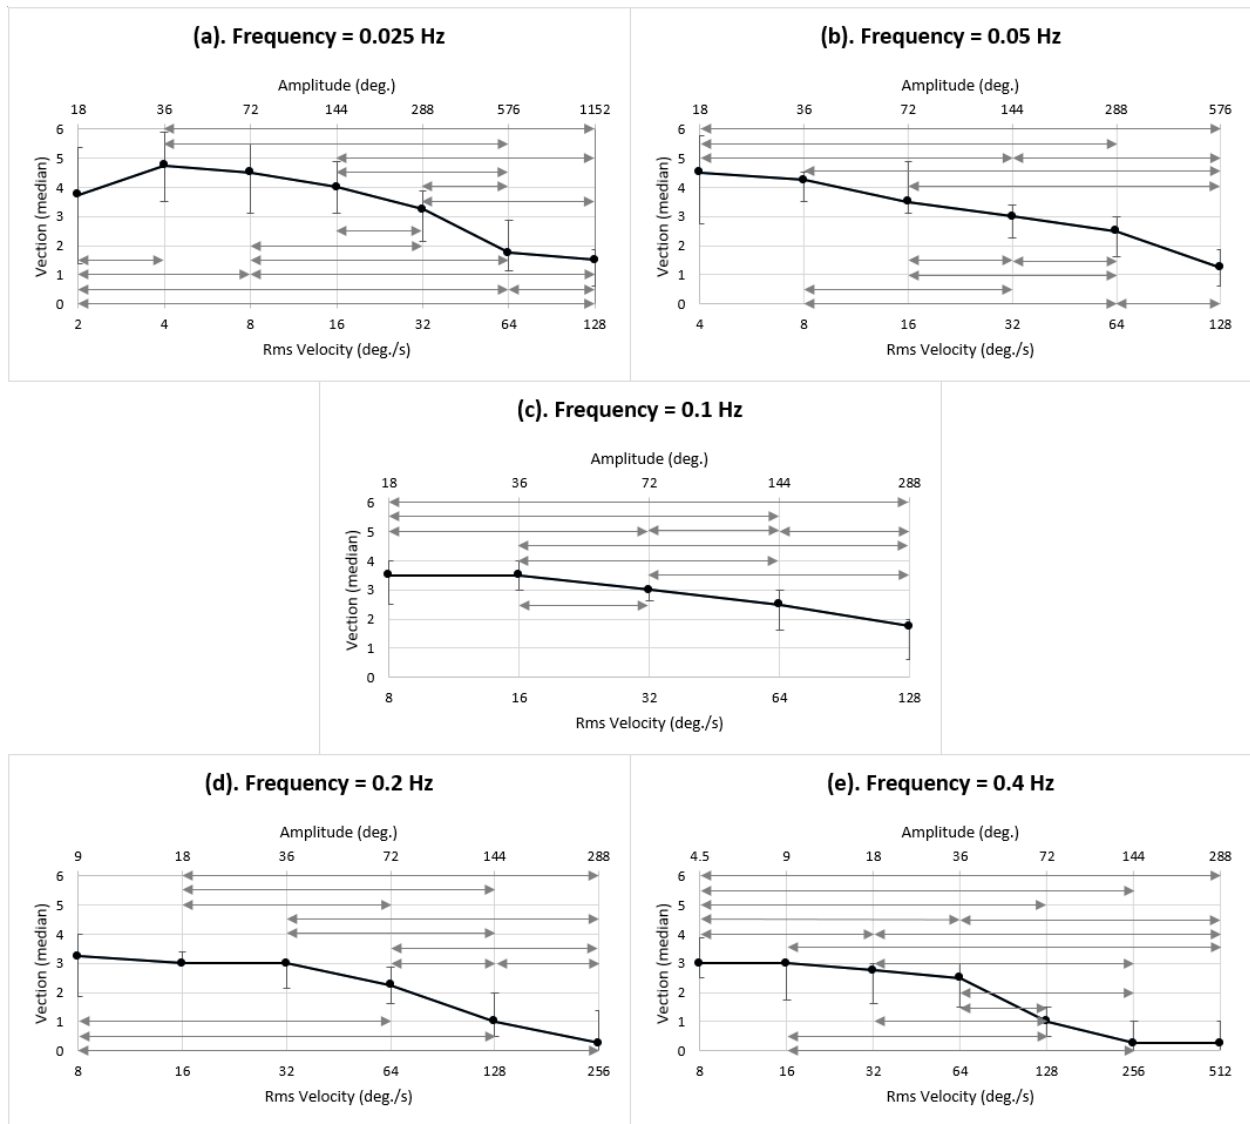 (a). Frequency = 0.025 Hz
Amplitude (deg.)
18 36 72 144 288 576 1152
6
5
4
3
2
1
0
Vection (median)
2 4 8 16 32 64 128
Rms Velocity (deg./s)
(b). Frequency = 0.05 Hz
Amplitude (deg.)
18 36 72 144 288 576
6
5
4
3
2
1
0
Vection (median)
4 8 16 32 64 128
Rms Velocity (deg./s)
(c). Frequency = 0.1 Hz
Amplitude (deg.)
18 36 72 144 288
6
5
4
3
2
1
0
Vection (median)
8 16 32 64 128
Rms Velocity (deg./s)
(d). Frequency = 0.2 Hz
Amplitude (deg.)
9 18 36 72 144 288
6
5
4
3
2
1
0
Vection (median)
8 16 32 64 128 256
Rms Velocity (deg./s)
(e). Frequency = 0.4 Hz
Amplitude (deg.)
4.5 9 18 36 72 144 288
6
5
4
3
2
1
0
Vection (median)
8 16 32 64 128 256 512
Rms Velocity (deg./s)